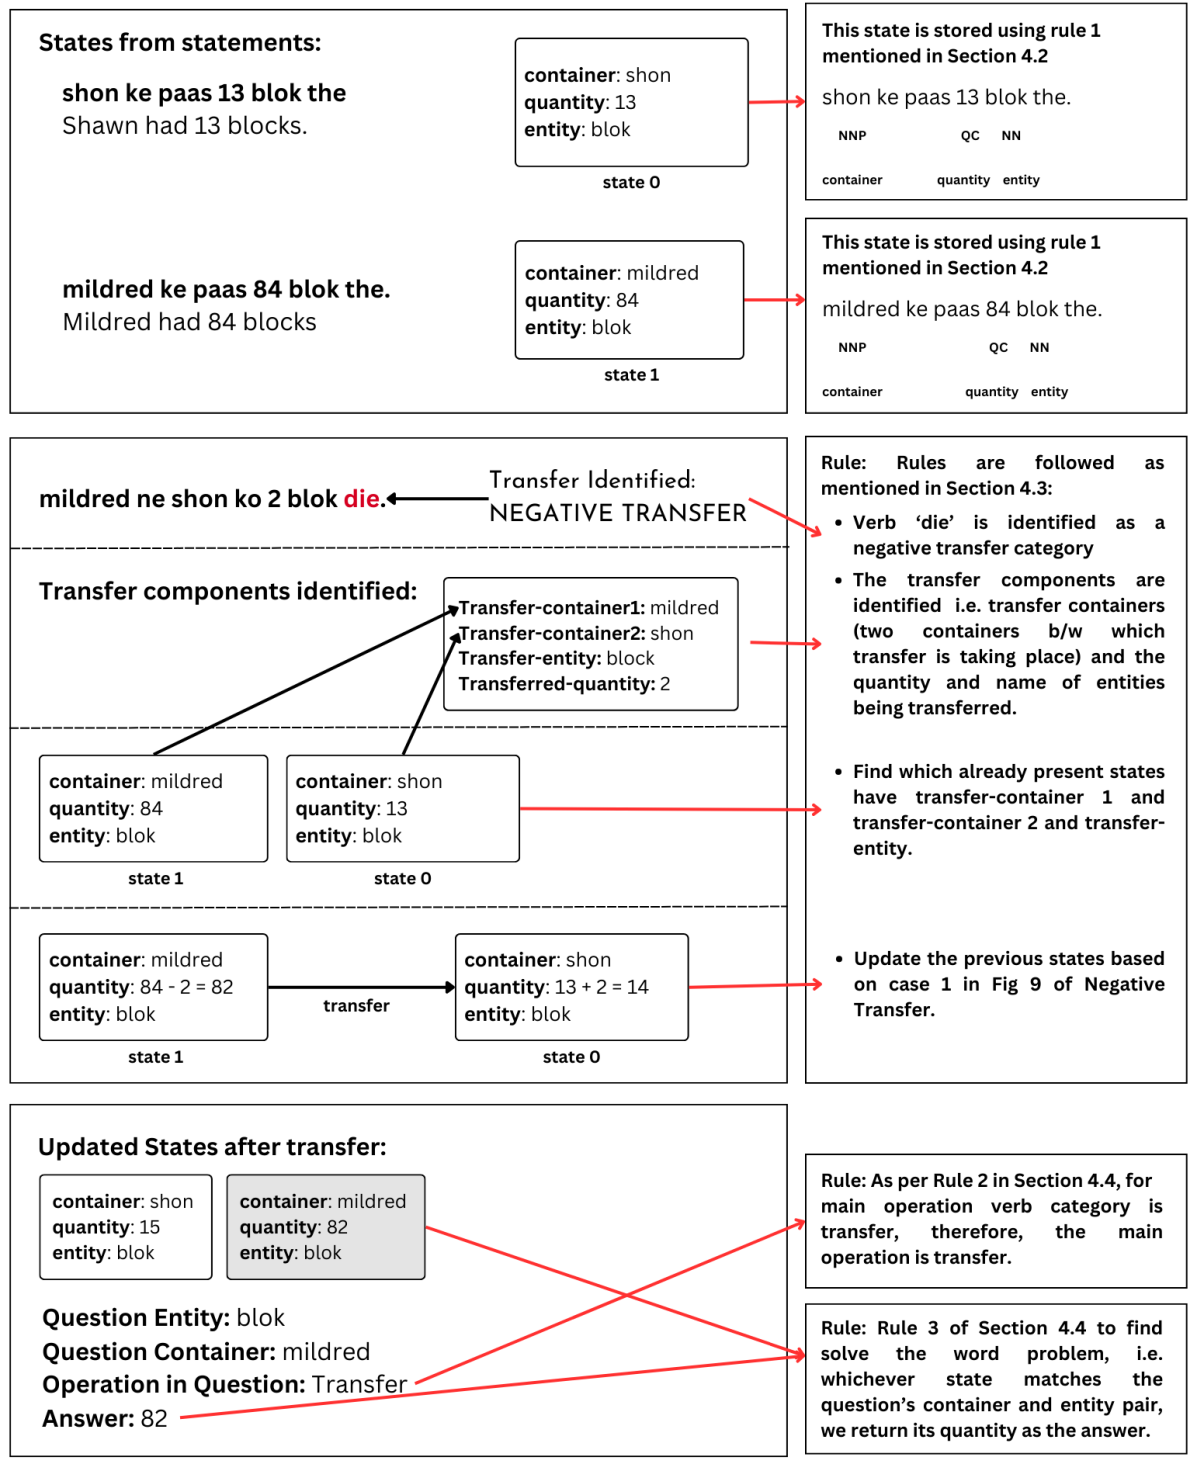 States from statements:
shon ke paas 13 blok the
Shawn had 13 blocks.
container: shon
quantity: 13
entity: blok
state 0
This state is stored using rule 1
mentioned in Section 4.2
shon ke paas 13 blok the.
NNP QC NN
container quantity entity
mildred ke paas 84 blok the.
Mildred had 84 blocks
container: mildred
quantity: 84
entity: blok
state 1
This state is stored using rule 1
mentioned in Section 4.2
mildred ke paas 84 blok the.
NNP QC NN
container quantity entity
mildred ne shon ko 2 blok die.
Transfer Identified:
NEGATIVE TRANSFER
Transfer components identified:
Transfer-container1: mildred
Transfer-container2: shon
Transfer-entity: block
Transferred-quantity: 2
container: mildred
quantity: 84
entity: blok
state 1
container: shon
quantity: 13
entity: blok
state 0
container: mildred
quantity: 84 - 2 = 82
entity: blok
state 1
transfer
container: shon
quantity: 13 + 2 = 14
entity: blok
state 0
Rule: Rules are followed as
mentioned in Section 4.3:
• Verb ‘die’ is identified as a
negative transfer category
• The transfer components are
identified i.e. transfer containers
(two containers b/w which
transfer is taking place) and the
quantity and name of entities
being transferred.
• Find which already present states
have transfer-container 1 and
transfer-container 2 and transfer-
entity.
• Update the previous states based
on case 1 in Fig 9 of Negative
Transfer.
Updated States after transfer:
container: shon
quantity: 15
entity: blok
container: mildred
quantity: 82
entity: blok
Question Entity: blok
Question Container: mildred
Operation in Question: Transfer
Answer: 82
Rule: As per Rule 2 in Section 4.4, for
main operation verb category is
transfer, therefore, the main
operation is transfer.
Rule: Rule 3 of Section 4.4 to find
solve the word problem, i.e.
whichever state matches the
question’s container and entity pair,
we return its quantity as the answer.